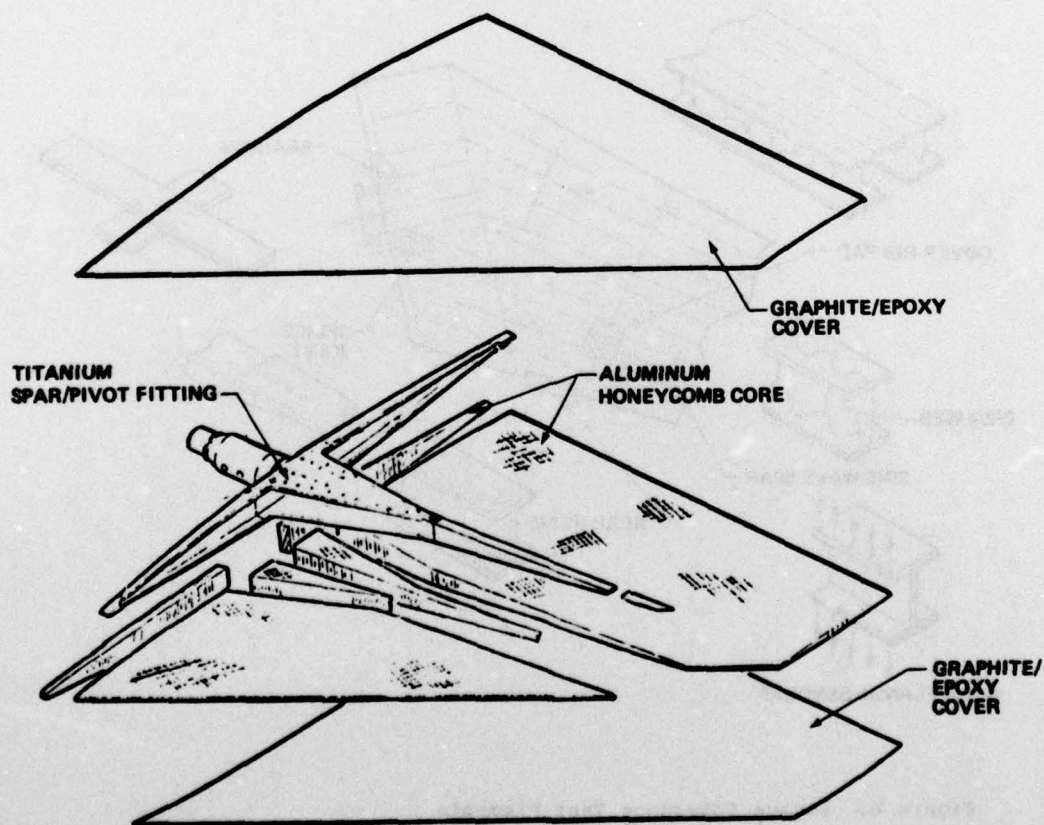 GRAPHITE/EPOXY
COVER
TITANIUM
SPAR/PIVOT FITTING
ALUMINUM
HONEYCOMB CORE
GRAPHITE/
EPOXY
COVER